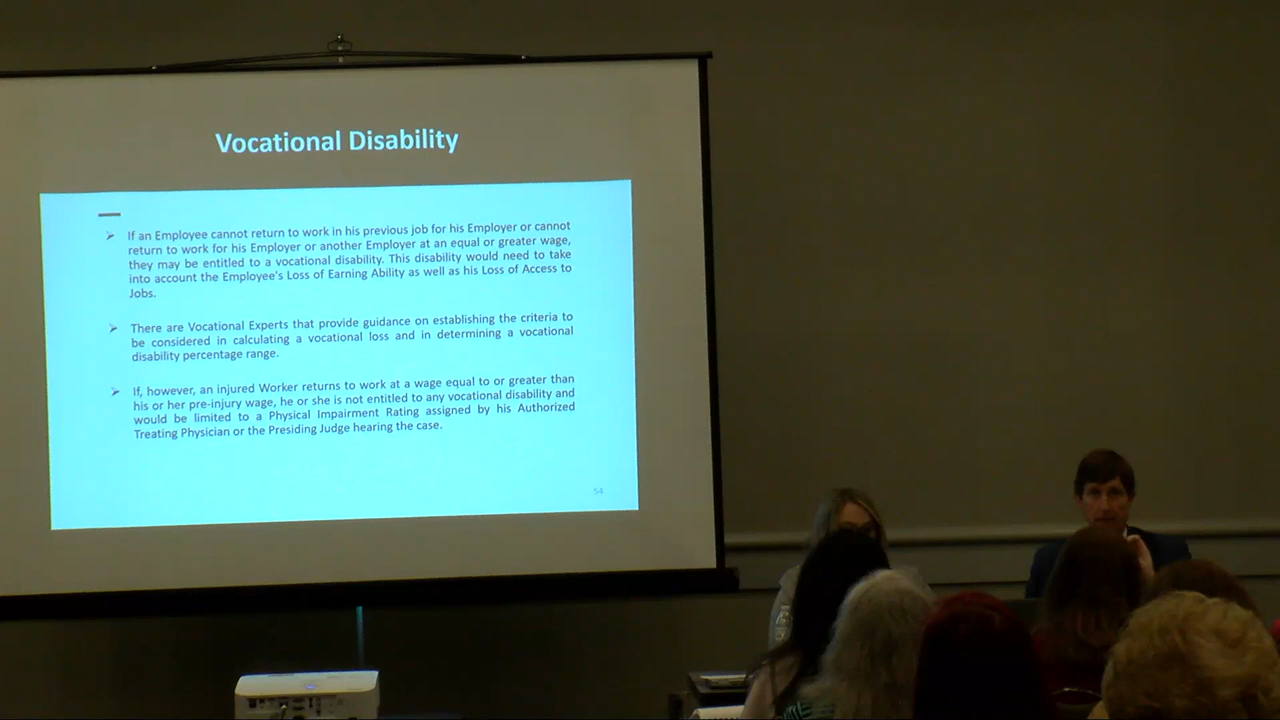 Vocational Disability
➢ If an Employee cannot return to work in his previous job for his Employer or cannot
return to work for his Employer or another Employer at an equal or greater wage,
they may be entitled to a vocational disability. This disability would need to take
into account the Employee's Loss of Earning Ability as well as his Loss of Access to
Jobs.
➢ There are Vocational Experts that provide guidance on establishing the criteria to
be considered in calculating a vocational loss and in determining a vocational
disability percentage range.
➢ If, however, an injured Worker returns to work at a wage equal to or greater than
his or her pre-injury wage, he or she is not entitled to any vocational disability and
would be limited to a Physical Impairment Rating assigned by his Authorized
Treating Physician or the Presiding Judge hearing the case.
54